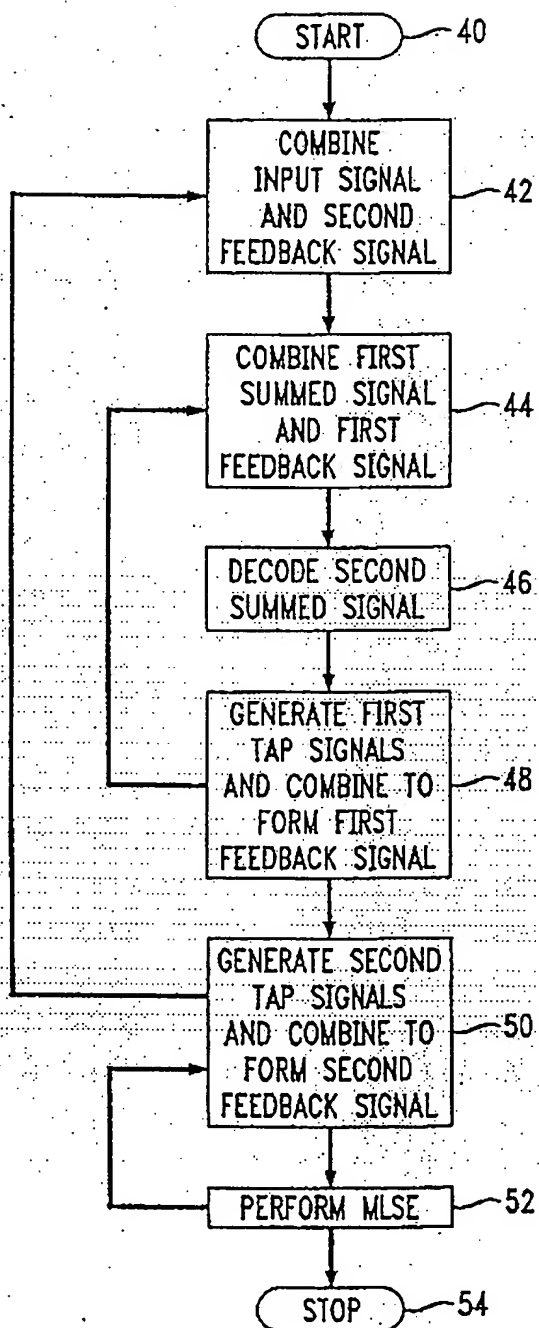 START 40
COMBINE
INPUT SIGNAL
AND SECOND
FEEDBACK SIGNAL
42
COMBINE FIRST
SUMMED SIGNAL
AND FIRST
FEEDBACK SIGNAL
44
DECODE SECOND
SUMMED SIGNAL
46
GENERATE FIRST
TAP SIGNALS
AND COMBINE TO
FORM FIRST
FEEDBACK SIGNAL
48
GENERATE SECOND
TAP SIGNALS
AND COMBINE TO
FORM SECOND
FEEDBACK SIGNAL
50
PERFORM MLSE 52
STOP 54